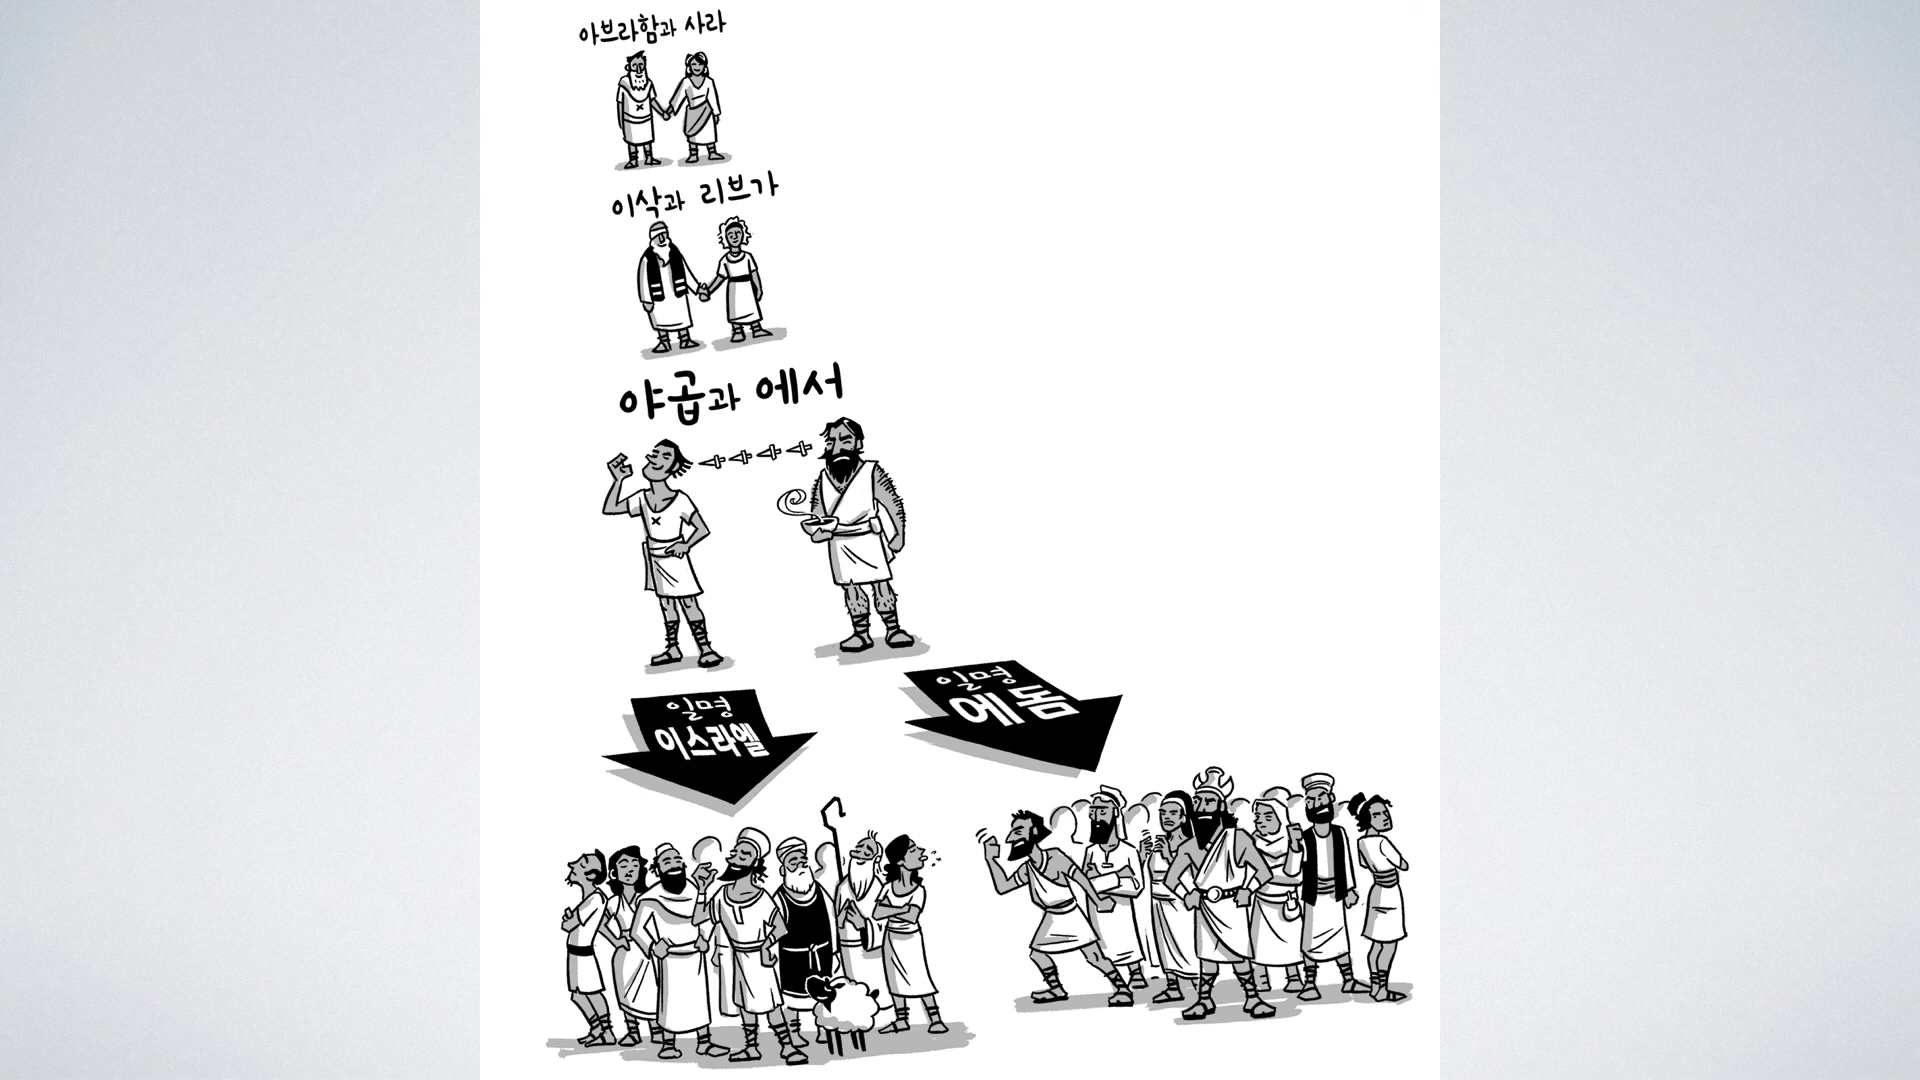 아브라함과 사라
이삭과 리브가
야곱과 에서
일명
이스라엘
일명
에돔